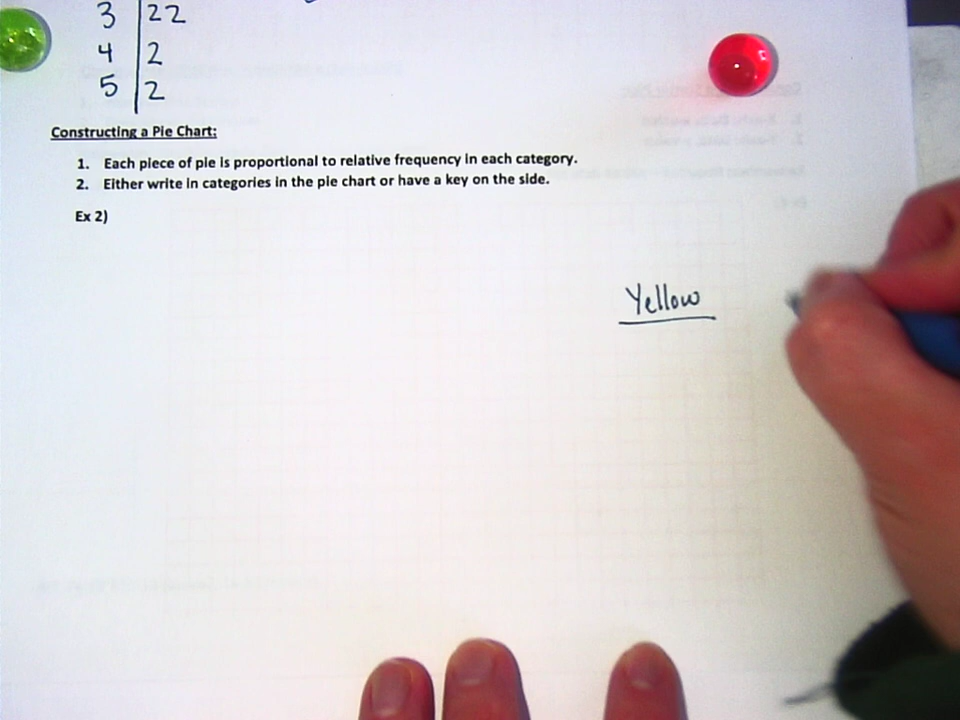 3 | 22
4 | 2
5 | 2
Constructing a Pie Chart:
1. Each piece of pie is proportional to relative frequency in each category.
2. Either write in categories in the pie chart or have a key on the side.
Ex 2)
Yellow